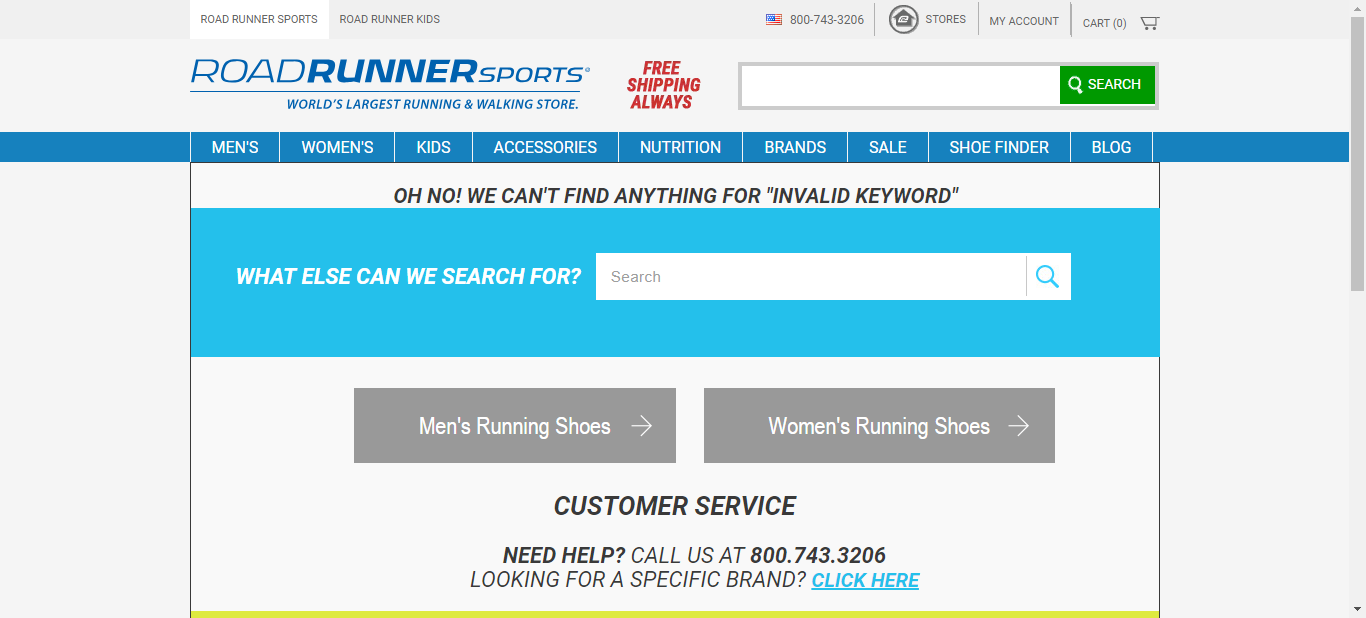 ROAD RUNNER SPORTS ROAD RUNNER KIDS 800-743-3206 STORES MY ACCOUNT CART (0)
ROADRUNNERSPORTS®
WORLD'S LARGEST RUNNING & WALKING STORE.
FREE
SHIPPING
ALWAYS
SEARCH
MEN'S WOMEN'S KIDS ACCESSORIES NUTRITION BRANDS SALE SHOE FINDER BLOG
OH NO! WE CAN'T FIND ANYTHING FOR "INVALID KEYWORD"
WHAT ELSE CAN WE SEARCH FOR? Search
Men's Running Shoes Women's Running Shoes
CUSTOMER SERVICE
NEED HELP? CALL US AT 800.743.3206
LOOKING FOR A SPECIFIC BRAND? CLICK HERE